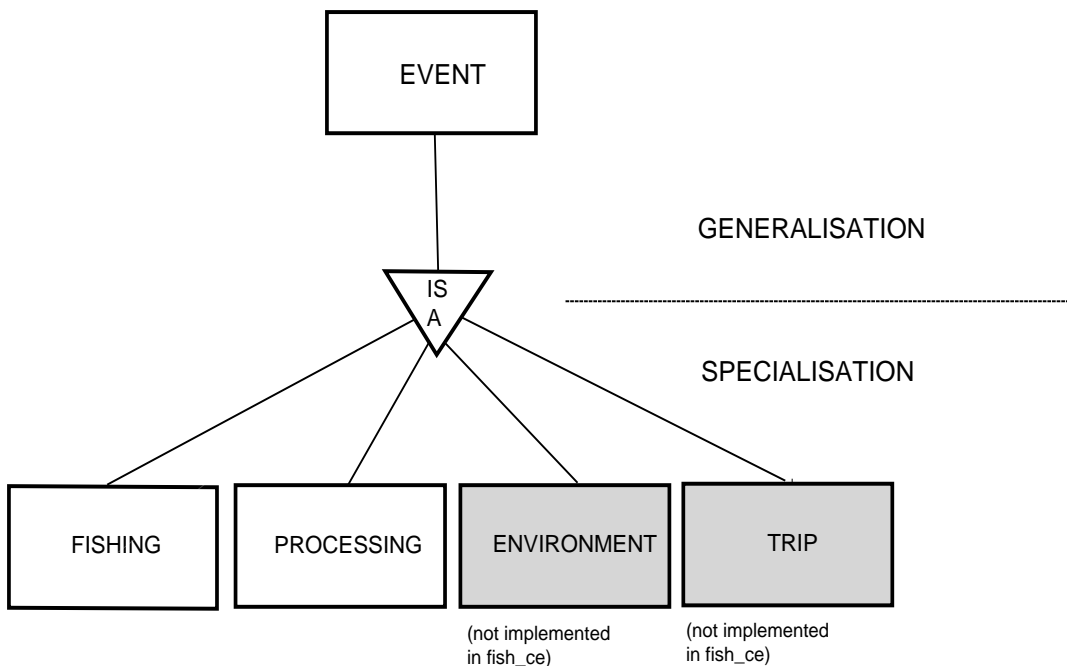 EVENT
GENERALISATION
IS
A
SPECIALISATION
FISHING
PROCESSING
ENVIRONMENT
TRIP
(not implemented
in fish_ce)
(not implemented
in fish_ce)